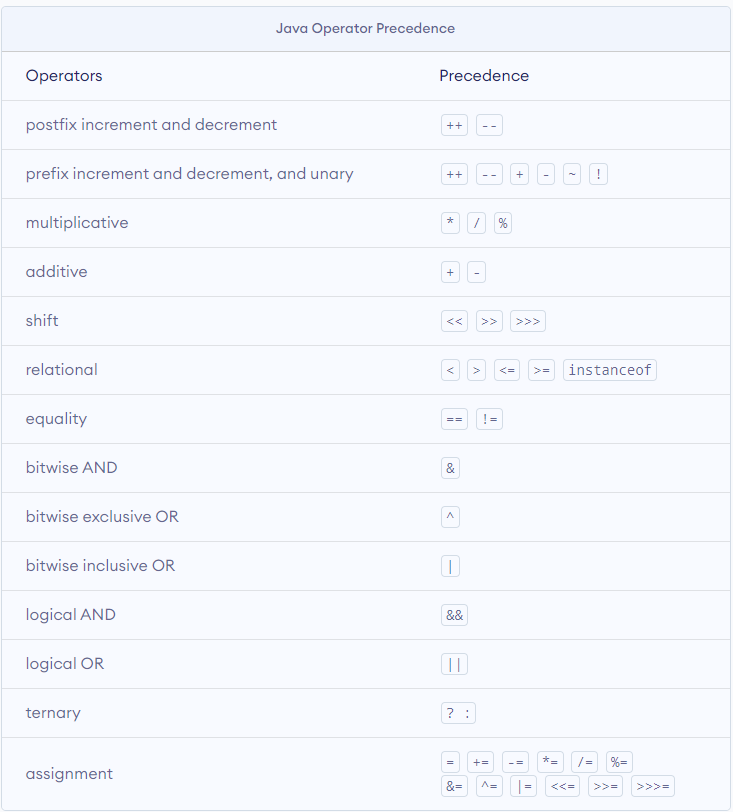 Java Operator Precedence
Operators Precedence
postfix increment and decrement ++ --
prefix increment and decrement, and unary ++ -- + - ~ !
multiplicative * / %
additive + -
shift << >> >>>
relational < > <= >= instanceof
equality == !=
bitwise AND &
bitwise exclusive OR ^
bitwise inclusive OR |
logical AND &&
logical OR ||
ternary ? :
assignment = += -= *= /= %=
&= ^= |= <<= >>= >>>=